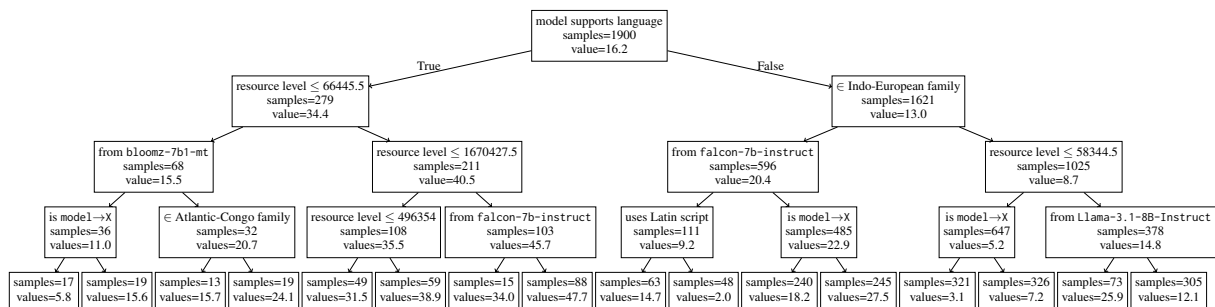 model supports language
samples=1900
value=16.2
True
False
resource level ≤ 66445.5
samples=279
value=34.4
∈ Indo-European family
samples=1621
value=13.0
from bloomz-7b1-mt
samples=68
value=15.5
resource level ≤ 1670427.5
samples=211
value=40.5
from falcon-7b-instruct
samples=596
value=20.4
resource level ≤ 58344.5
samples=1025
value=8.7
is model→X
samples=36
values=11.0
∈ Atlantic-Congo family
samples=32
values=20.7
resource level ≤ 496354
samples=108
values=35.5
from falcon-7b-instruct
samples=103
values=45.7
uses Latin script
samples=111
values=9.2
is model→X
samples=485
values=22.9
is model→X
samples=647
values=5.2
from Llama-3.1-8B-Instruct
samples=378
values=14.8
samples=17
values=5.8
samples=19
values=15.6
samples=13
values=15.7
samples=19
values=24.1
samples=49
values=31.5
samples=59
values=38.9
samples=15
values=34.0
samples=88
values=47.7
samples=63
values=14.7
samples=48
values=2.0
samples=240
values=18.2
samples=245
values=27.5
samples=321
values=3.1
samples=326
values=7.2
samples=73
values=25.9
samples=305
values=12.1